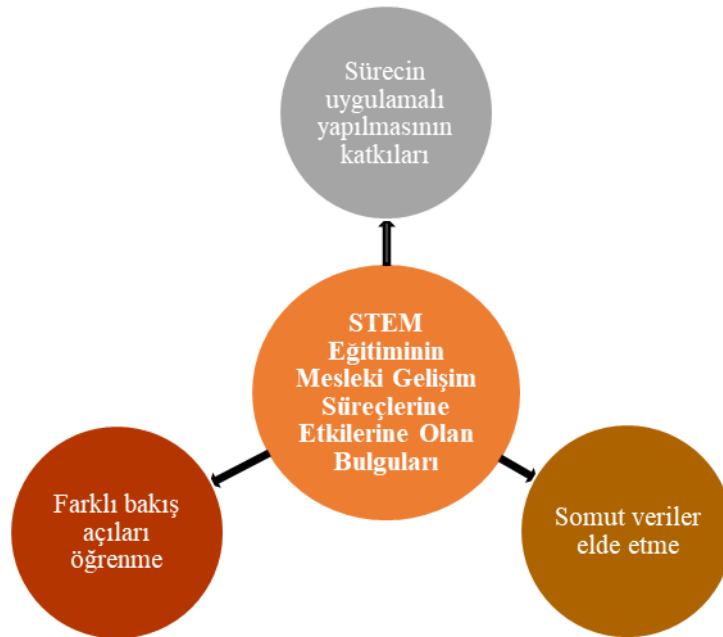 Sürecin
uygulamalı
yapılmasının
katkıları
STEM
Eğitiminin
Mesleki Gelişim
Süreçlerine
Etkilerine Olan
Bulguları
Farklı bakış
açıları
öğrenme
Somut veriler
elde etme